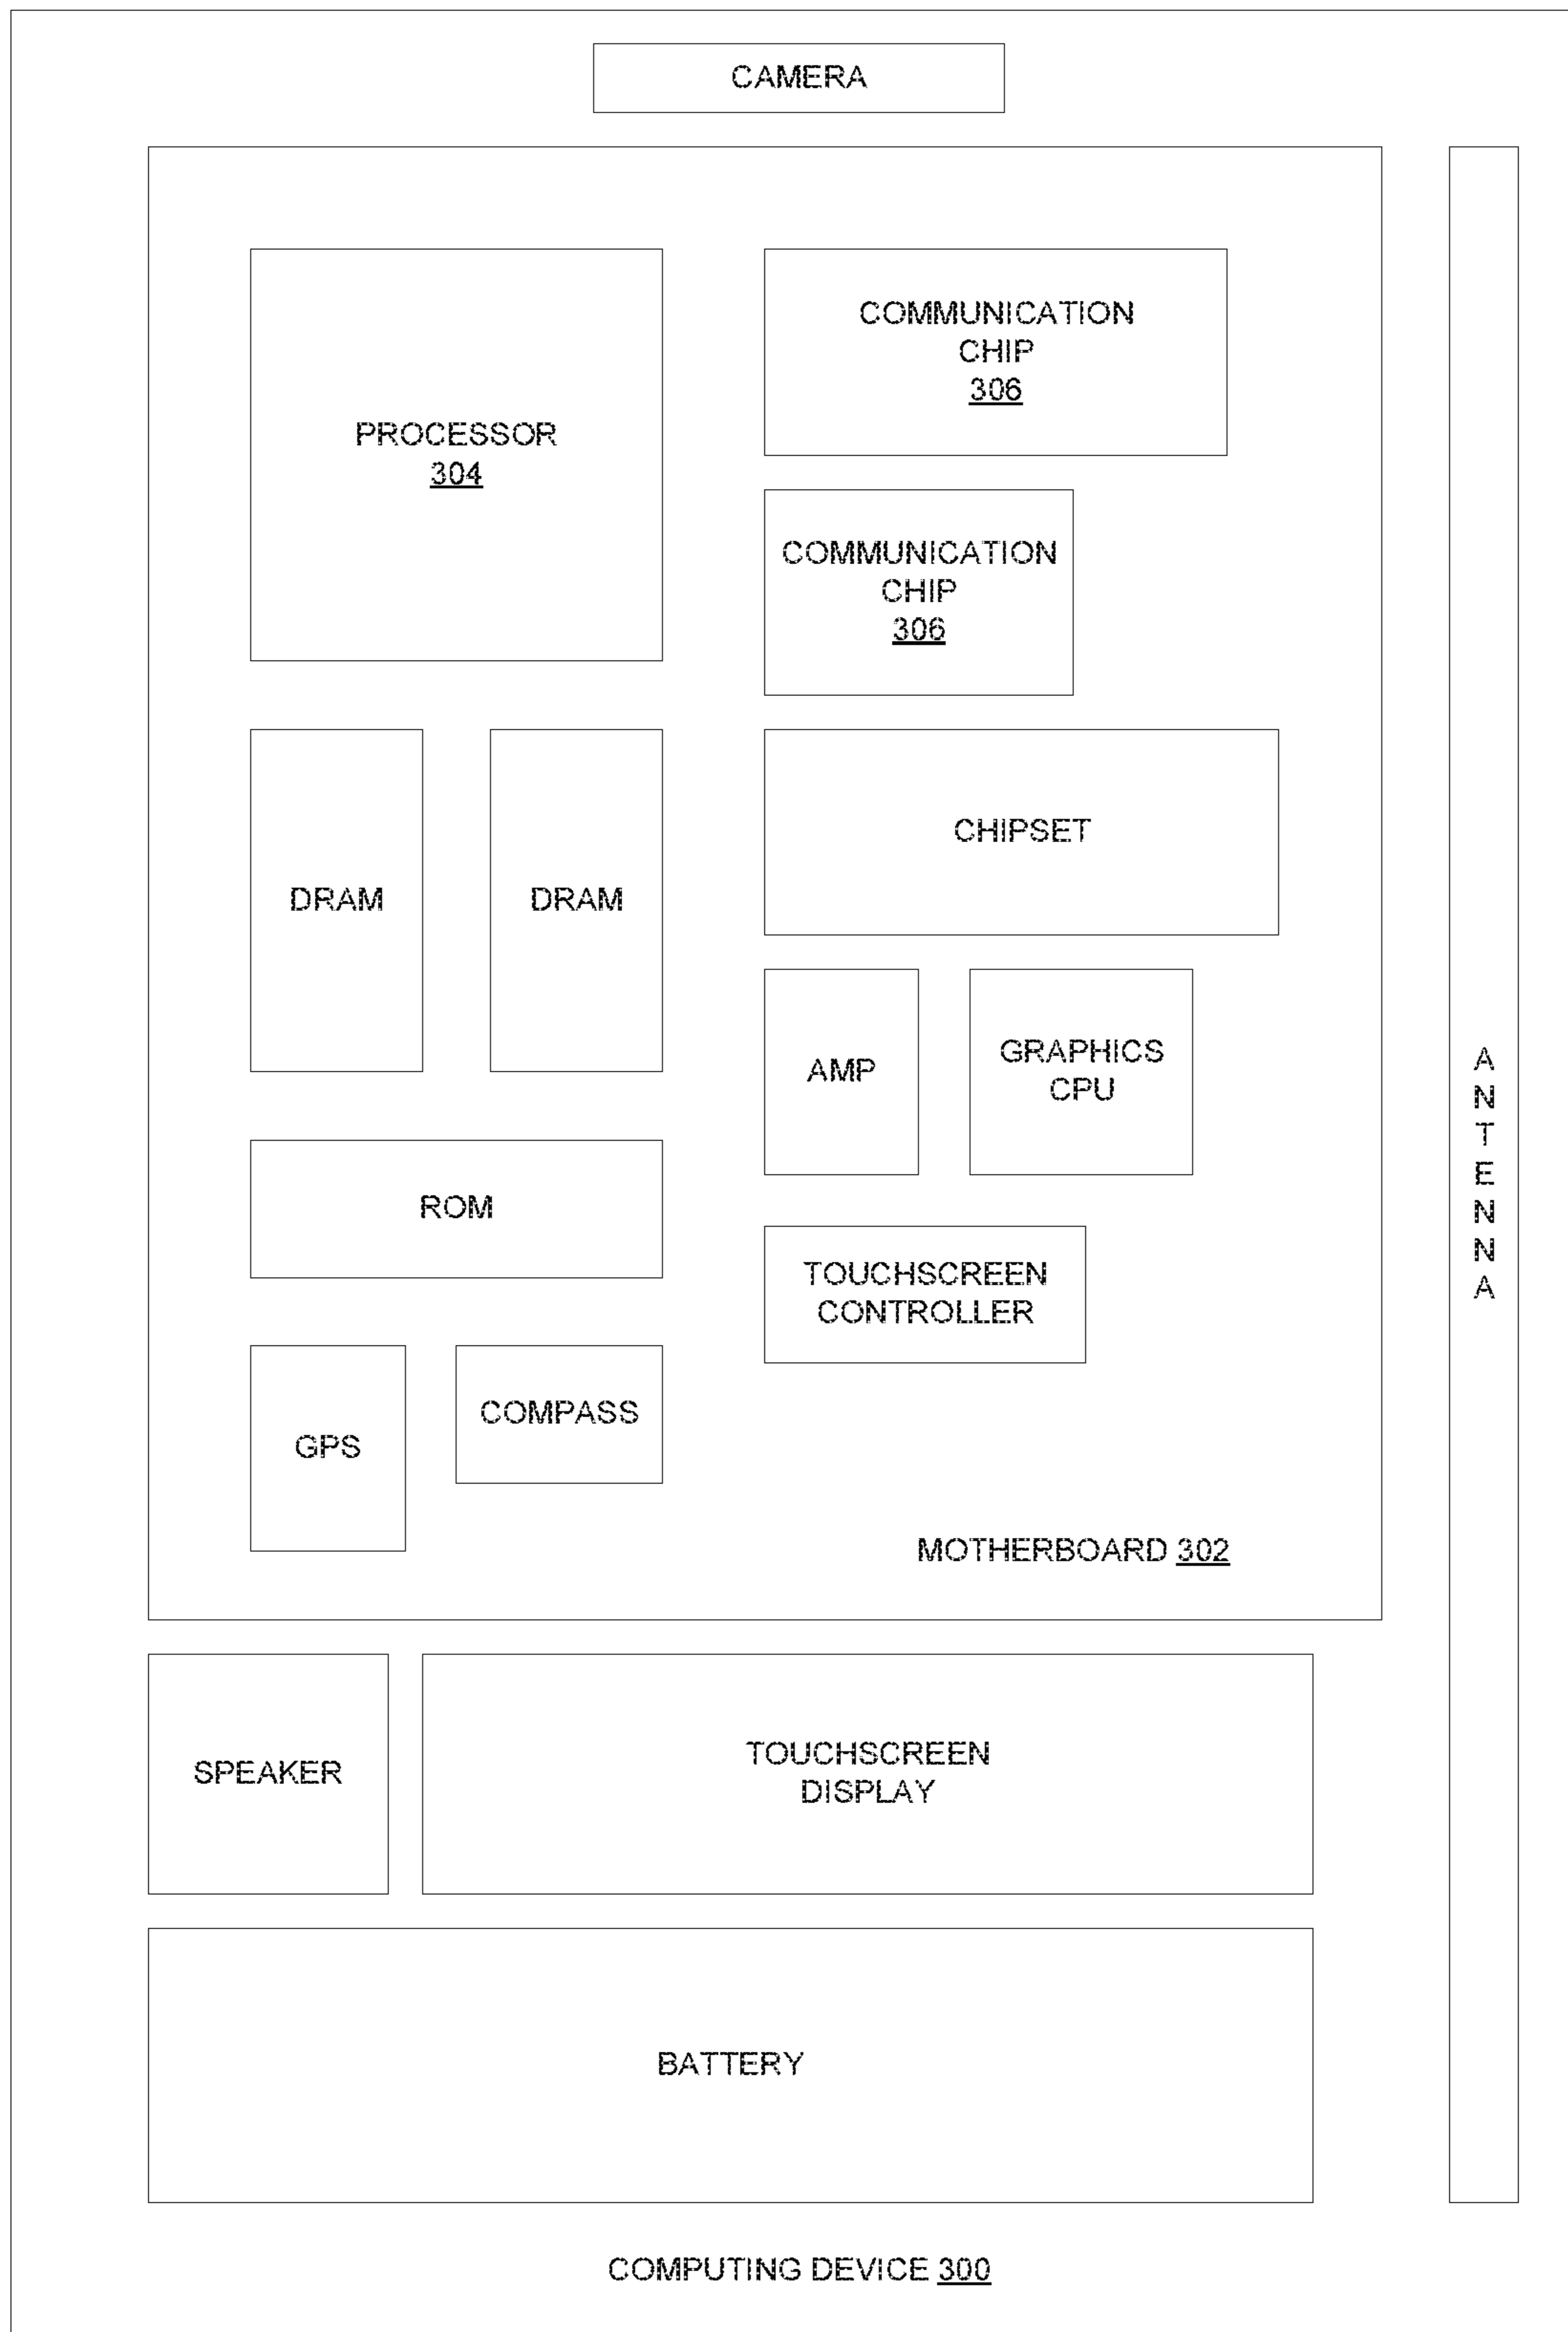 CAMERA
COMMUNICATION
CHIP
306
PROCESSOR
304
COMMUNICATION
CHIP
306
DRAM
DRAM
CHIPSET
AMP
GRAPHICS
CPU
ROM
TOUCHSCREEN
CONTROLLER
GPS
COMPASS
MOTHERBOARD 302
ANTENNA
SPEAKER
TOUCHSCREEN
DISPLAY
BATTERY
COMPUTING DEVICE 300